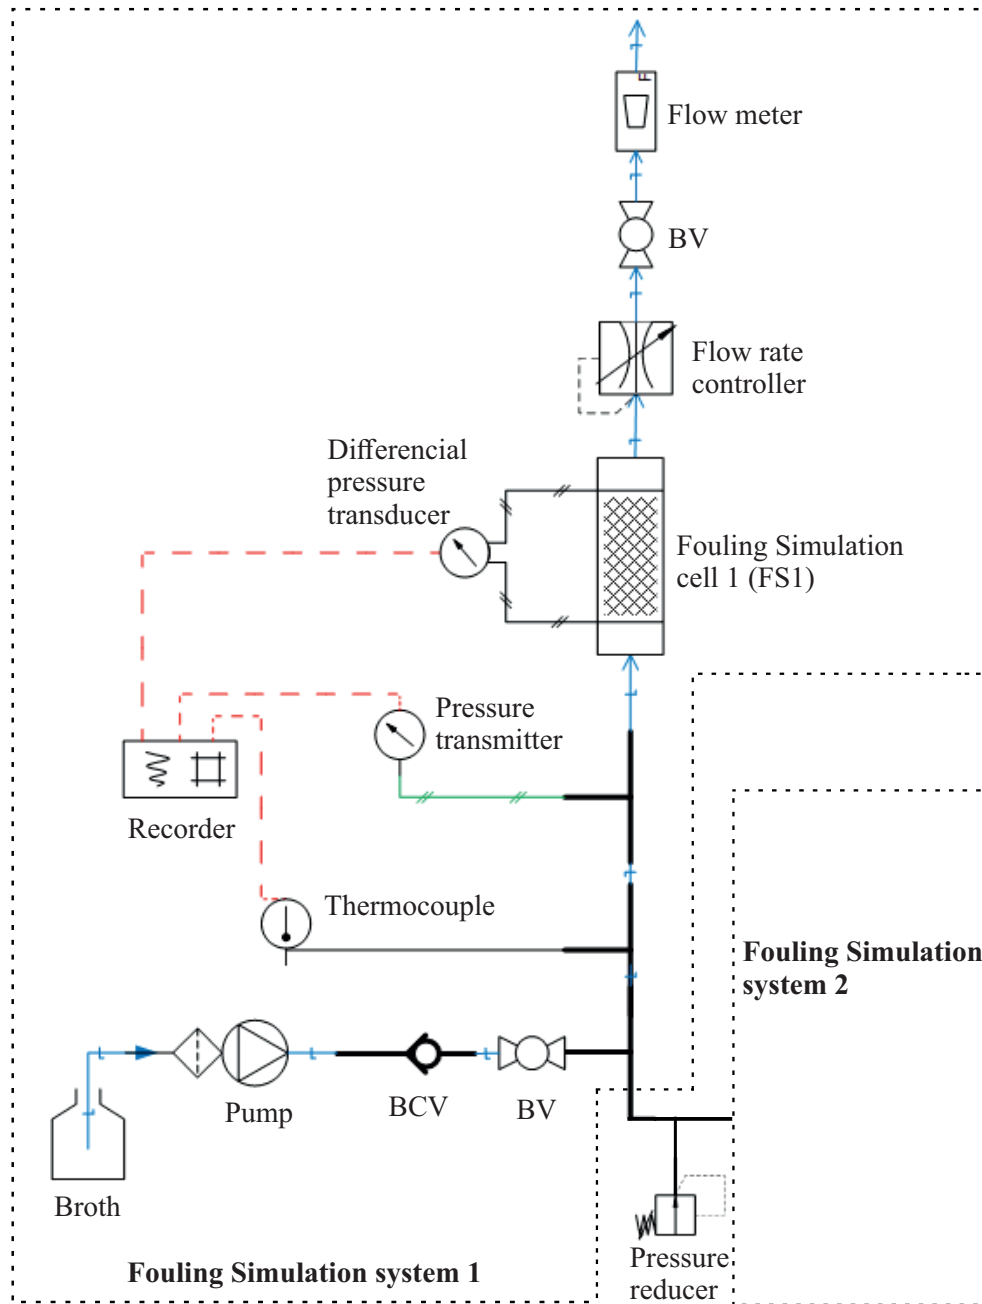 F
Flow meter
BV
Flow rate
controller
Differencial
pressure
transducer
Fouling Simulation
cell 1 (FS1)
Pressure
transmitter
Recorder
Thermocouple
Fouling Simulation
system 2
Pump
BCV
BV
Broth
Pressure
reducer
Fouling Simulation system 1